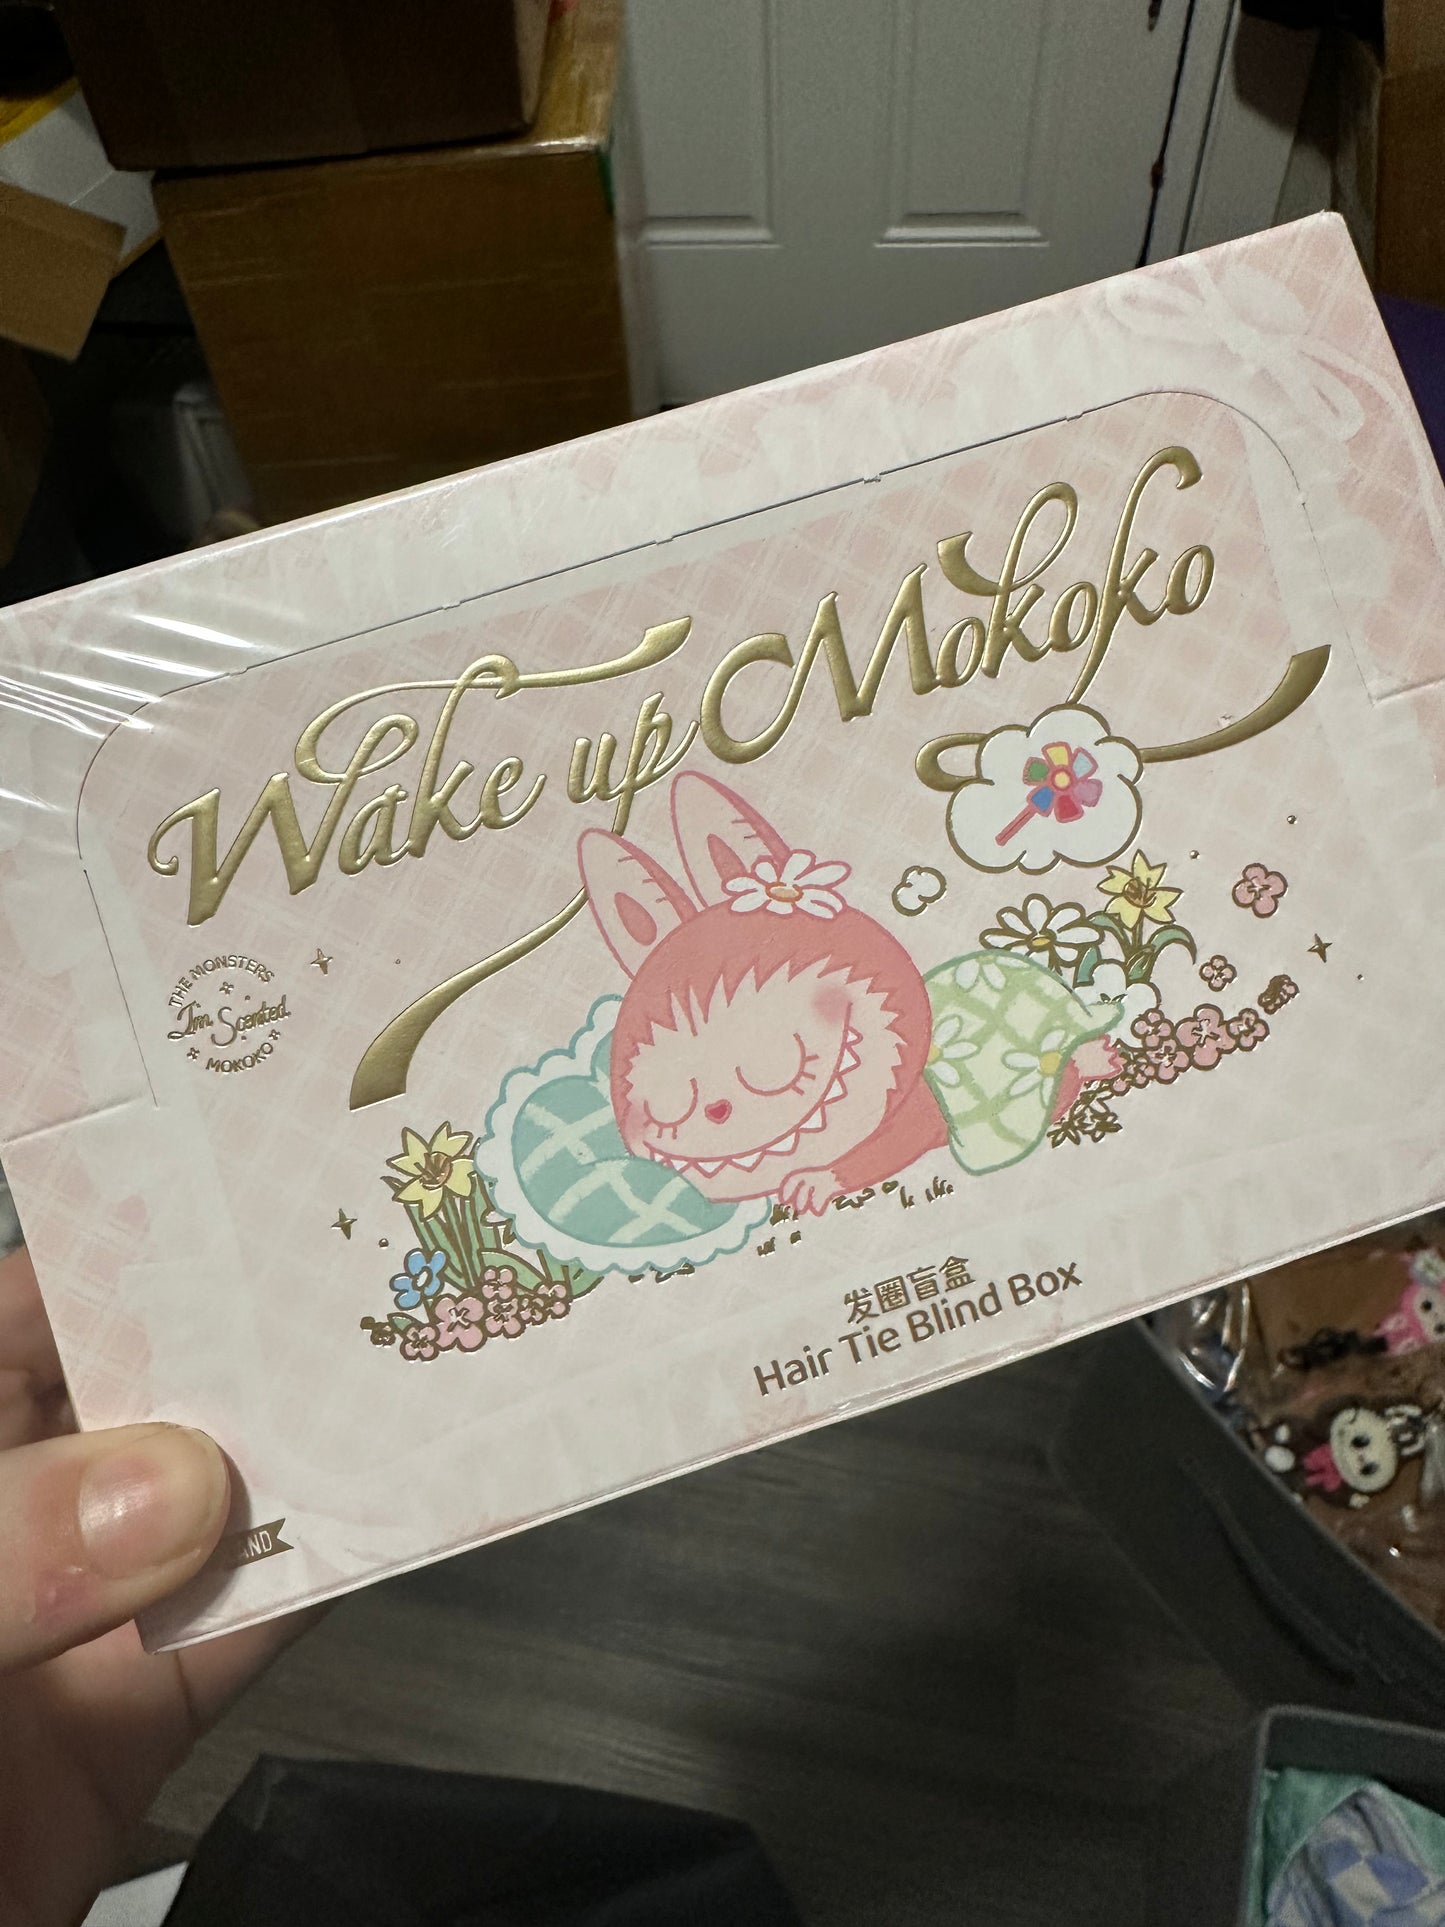 Wake up Mokoko
THE MONSTERS
I'm Scented.
MOKOKO
发圈盲盒
Hair Tie Blind Box